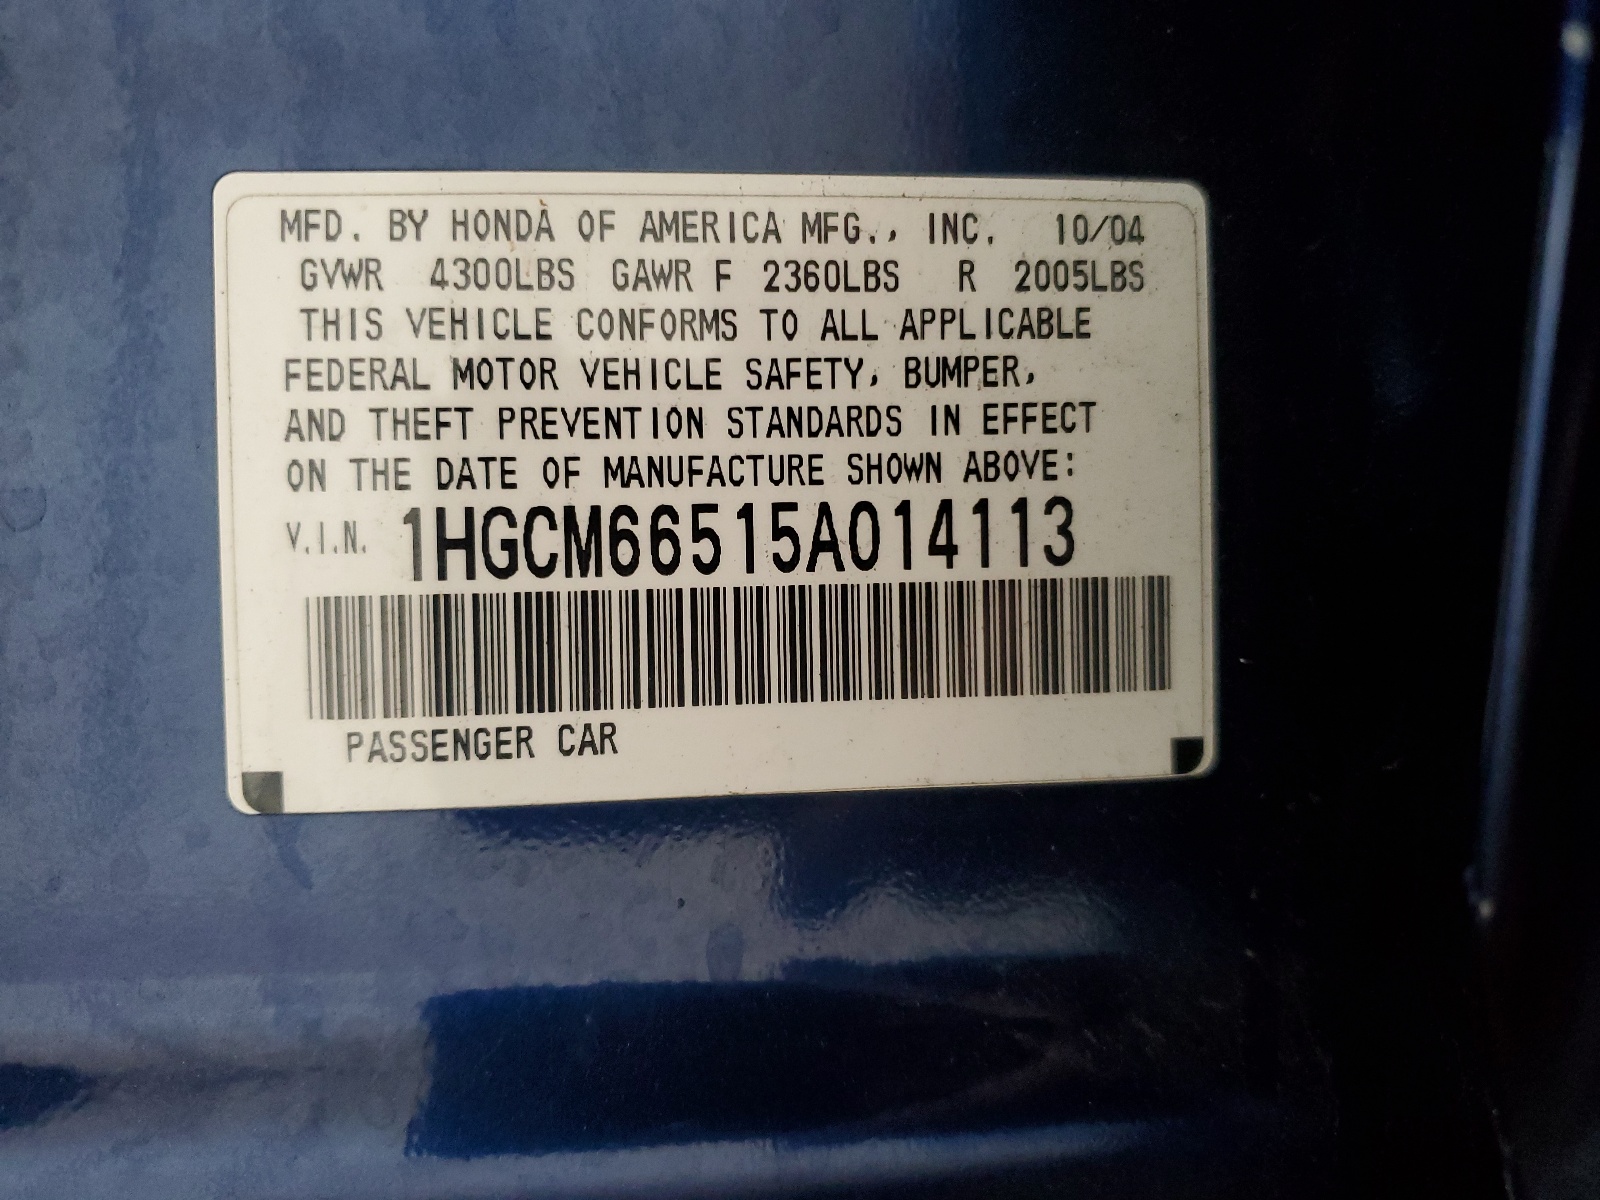 MFD. BY HONDA OF AMERICA MFG., INC. 10/04
GVWR 4300LBS GAWR F 2360LBS R 2005LBS
THIS VEHICLE CONFORMS TO ALL APPLICABLE
FEDERAL MOTOR VEHICLE SAFETY, BUMPER,
AND THEFT PREVENTION STANDARDS IN EFFECT
ON THE DATE OF MANUFACTURE SHOWN ABOVE:
V.I.N. 1HGCM66515A014113
PASSENGER CAR